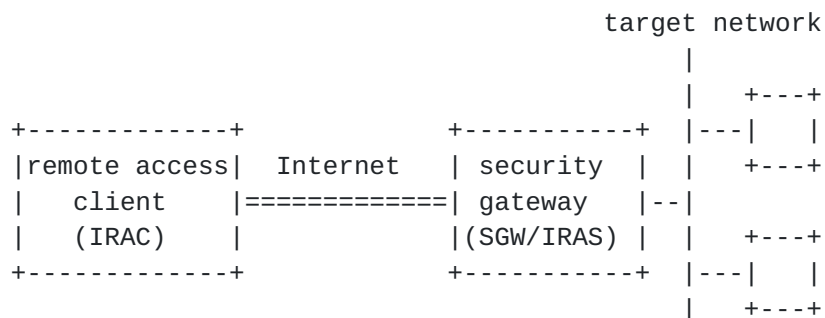 target network
                                           |
                                           |   +---+
+-------------+             +-----------+  |---|   |
|remote access|  Internet   | security  |  |   +---+
|   client    |=============| gateway   |--|
|   (IRAC)    |             |(SGW/IRAS) |  |   +---+
+-------------+             +-----------+  |---|   |
                                           |   +---+